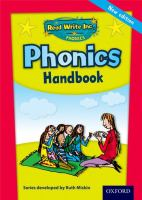 New edition
Read Write Inc.
PHONICS
Phonics
Handbook
Series developed by Ruth Miskin
OXFORD